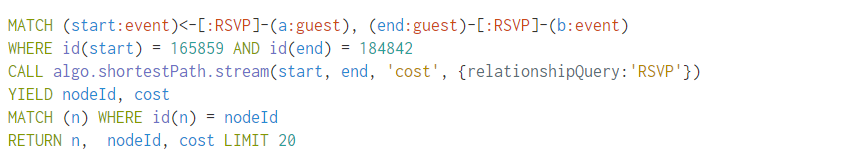 MATCH (start:event)<-[:RSVP]-(a:guest), (end:guest)-[:RSVP]-(b:event)
WHERE id(start) = 165859 AND id(end) = 184842
CALL algo.shortestPath.stream(start, end, 'cost', {relationshipQuery:'RSVP'})
YIELD nodeId, cost
MATCH (n) WHERE id(n) = nodeId
RETURN n,  nodeId, cost LIMIT 20